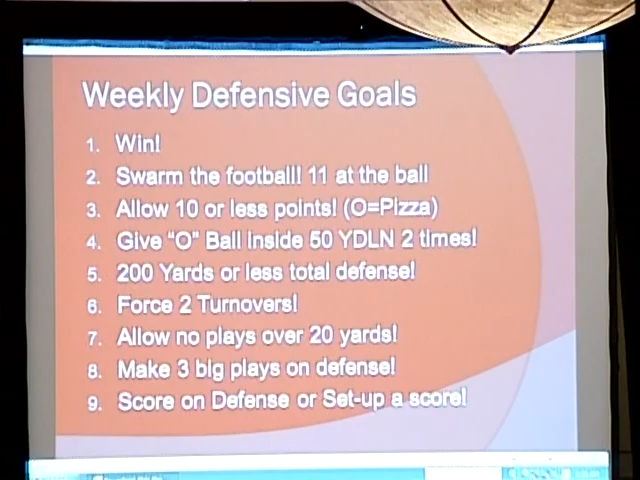 Weekly Defensive Goals
1. Win!
2. Swarm the football! 11 at the ball
3. Allow 10 or less points! (O=Pizza)
4. Give “O” Ball inside 50 YDLN 2 times!
5. 200 Yards or less total defense!
6. Force 2 Turnovers!
7. Allow no plays over 20 yards!
8. Make 3 big plays on defense!
9. Score on Defense or Set-up a score!